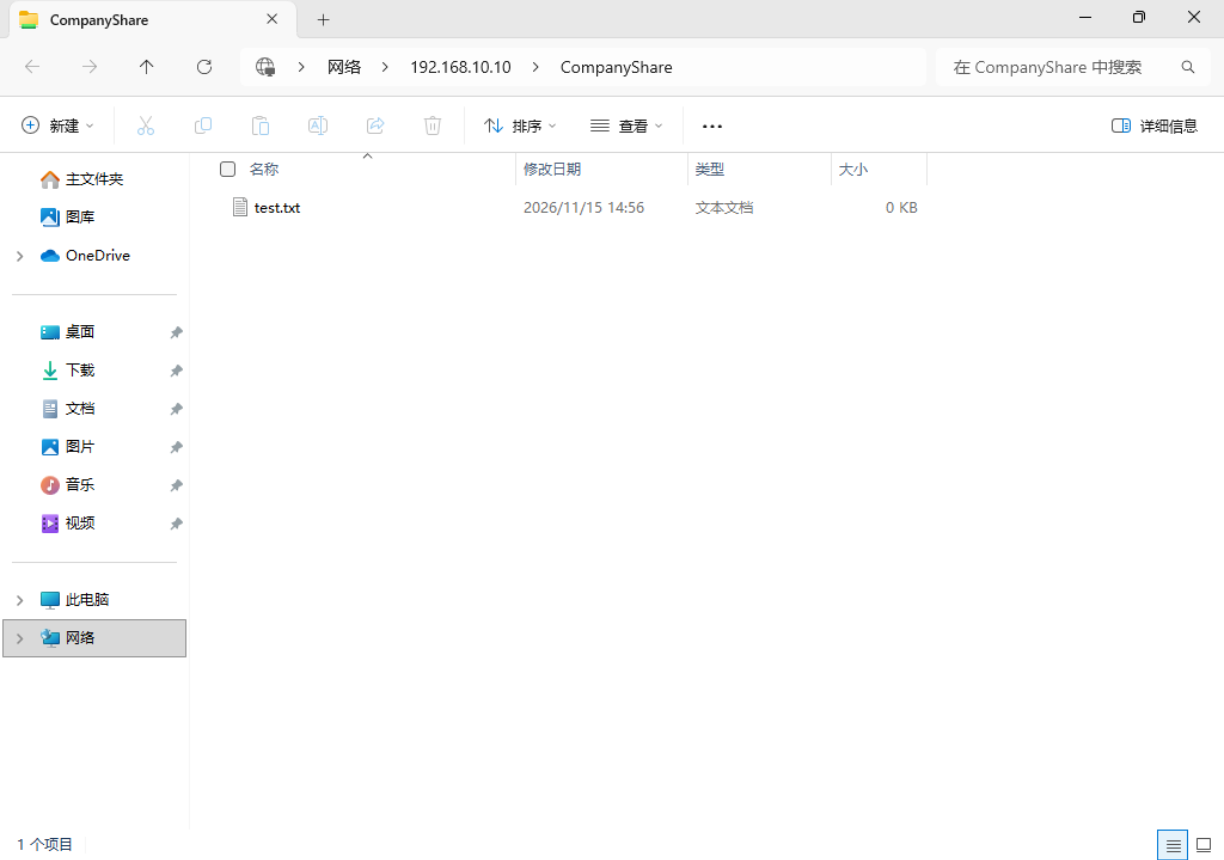 CompanyShare
网络 192.168.10.10 CompanyShare
在 CompanyShare 中搜索
新建 排序 查看 详细信息
名称 修改日期 类型 大小
test.txt 2026/11/15 14:56 文本文档 0 KB
主文件夹
图库
OneDrive
桌面
下载
文档
图片
音乐
视频
此电脑
网络
1 个项目